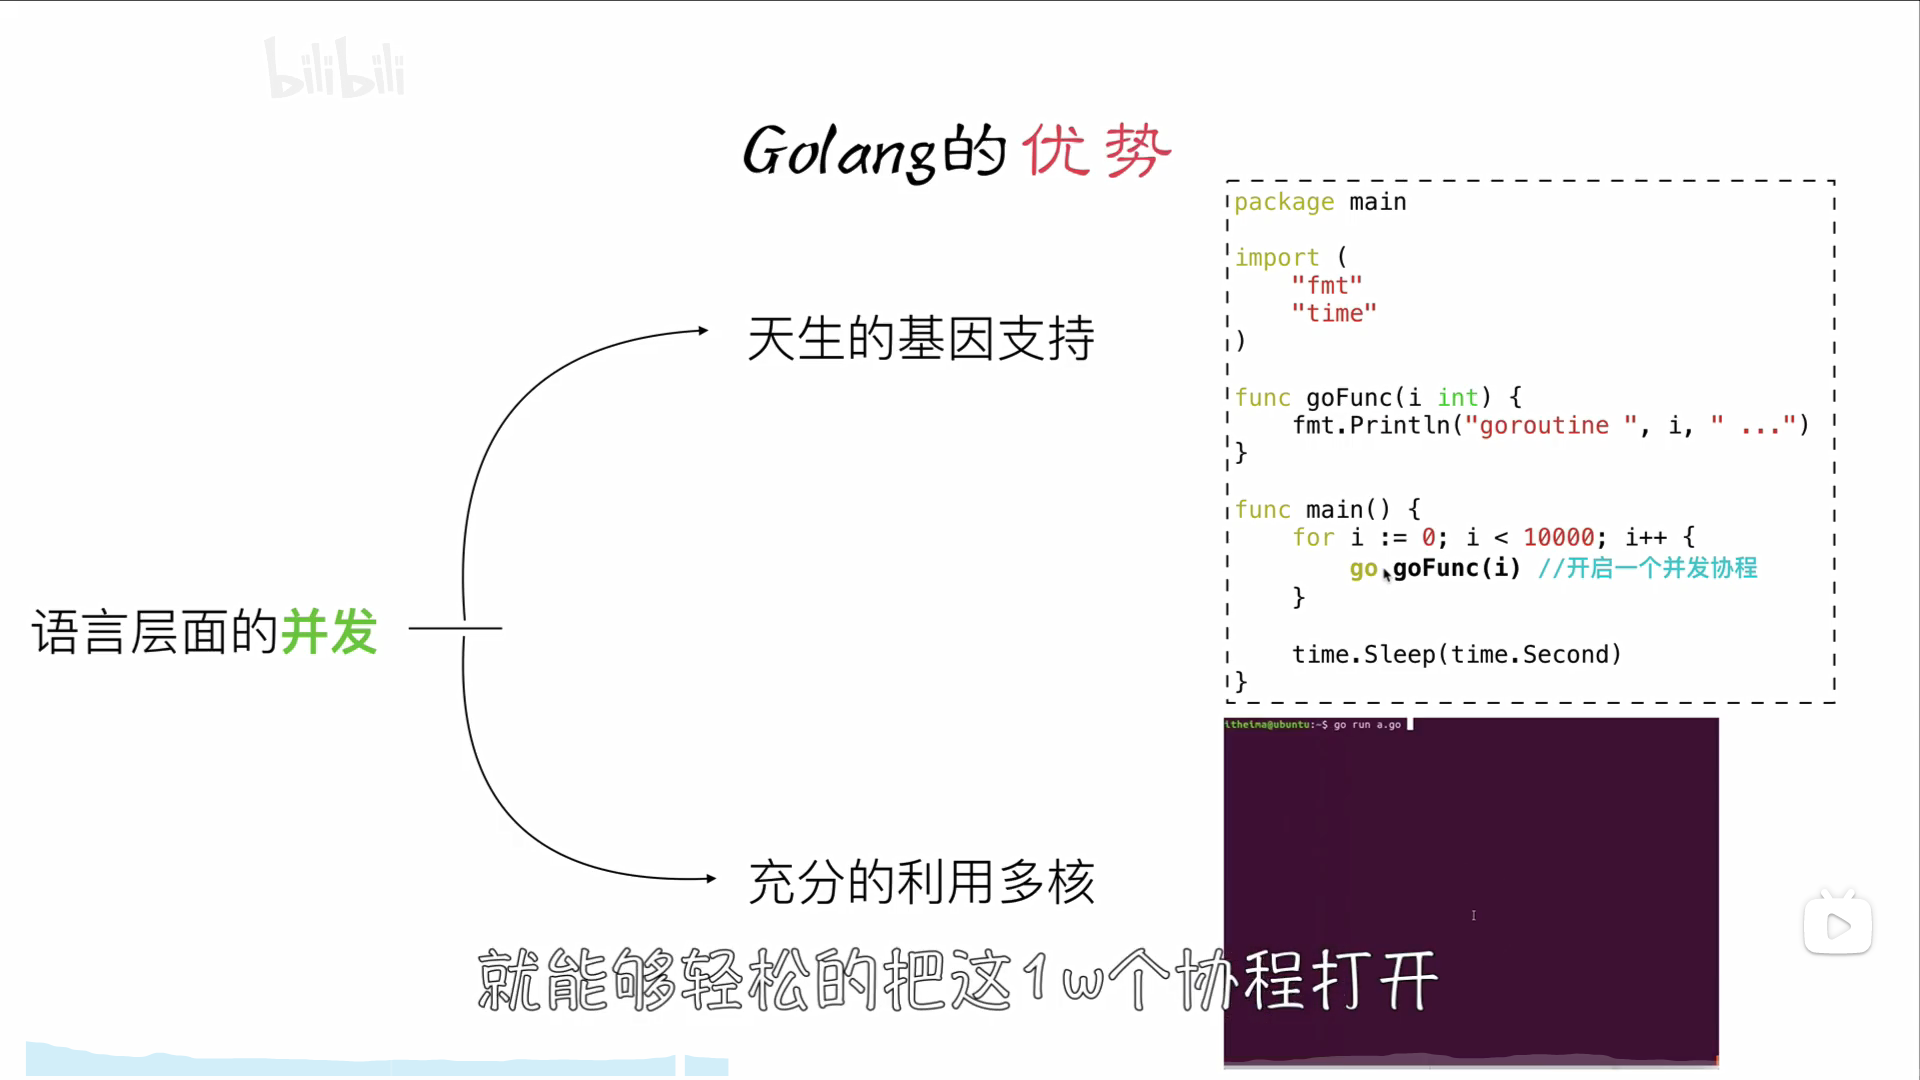 bilibili
Golang的优势
语言层面的并发
天生的基因支持
充分的利用多核
package main
import (
"fmt"
"time"
)
func goFunc(i int) {
fmt.Println("goroutine ", i, " ...")
}
func main() {
for i := 0; i < 10000; i++ {
go goFunc(i) //开启一个并发协程
}
time.Sleep(time.Second)
}
itheima@ubuntu:~$ go run a.go
就能够轻松的把这1w个协程打开